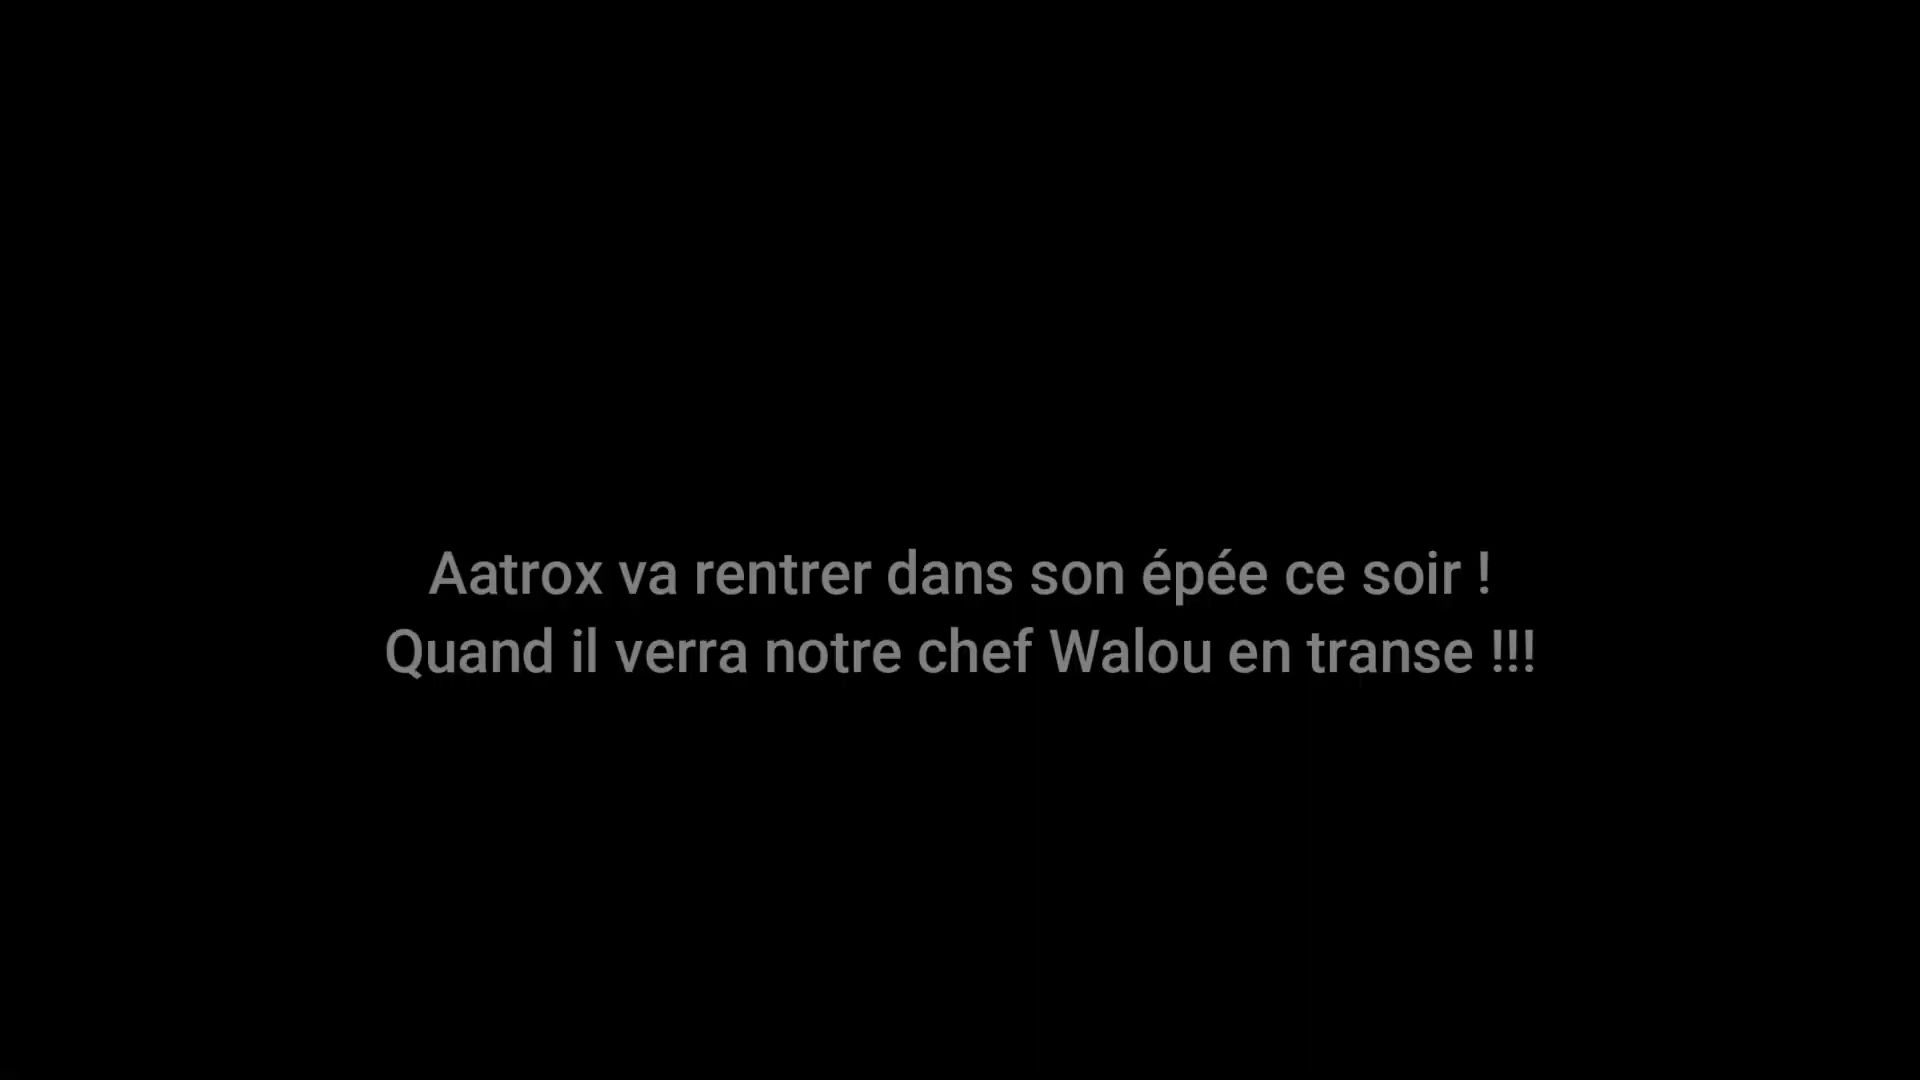 Aatrox va rentrer dans son épée ce soir !
Quand il verra notre chef Walou en transe !!!